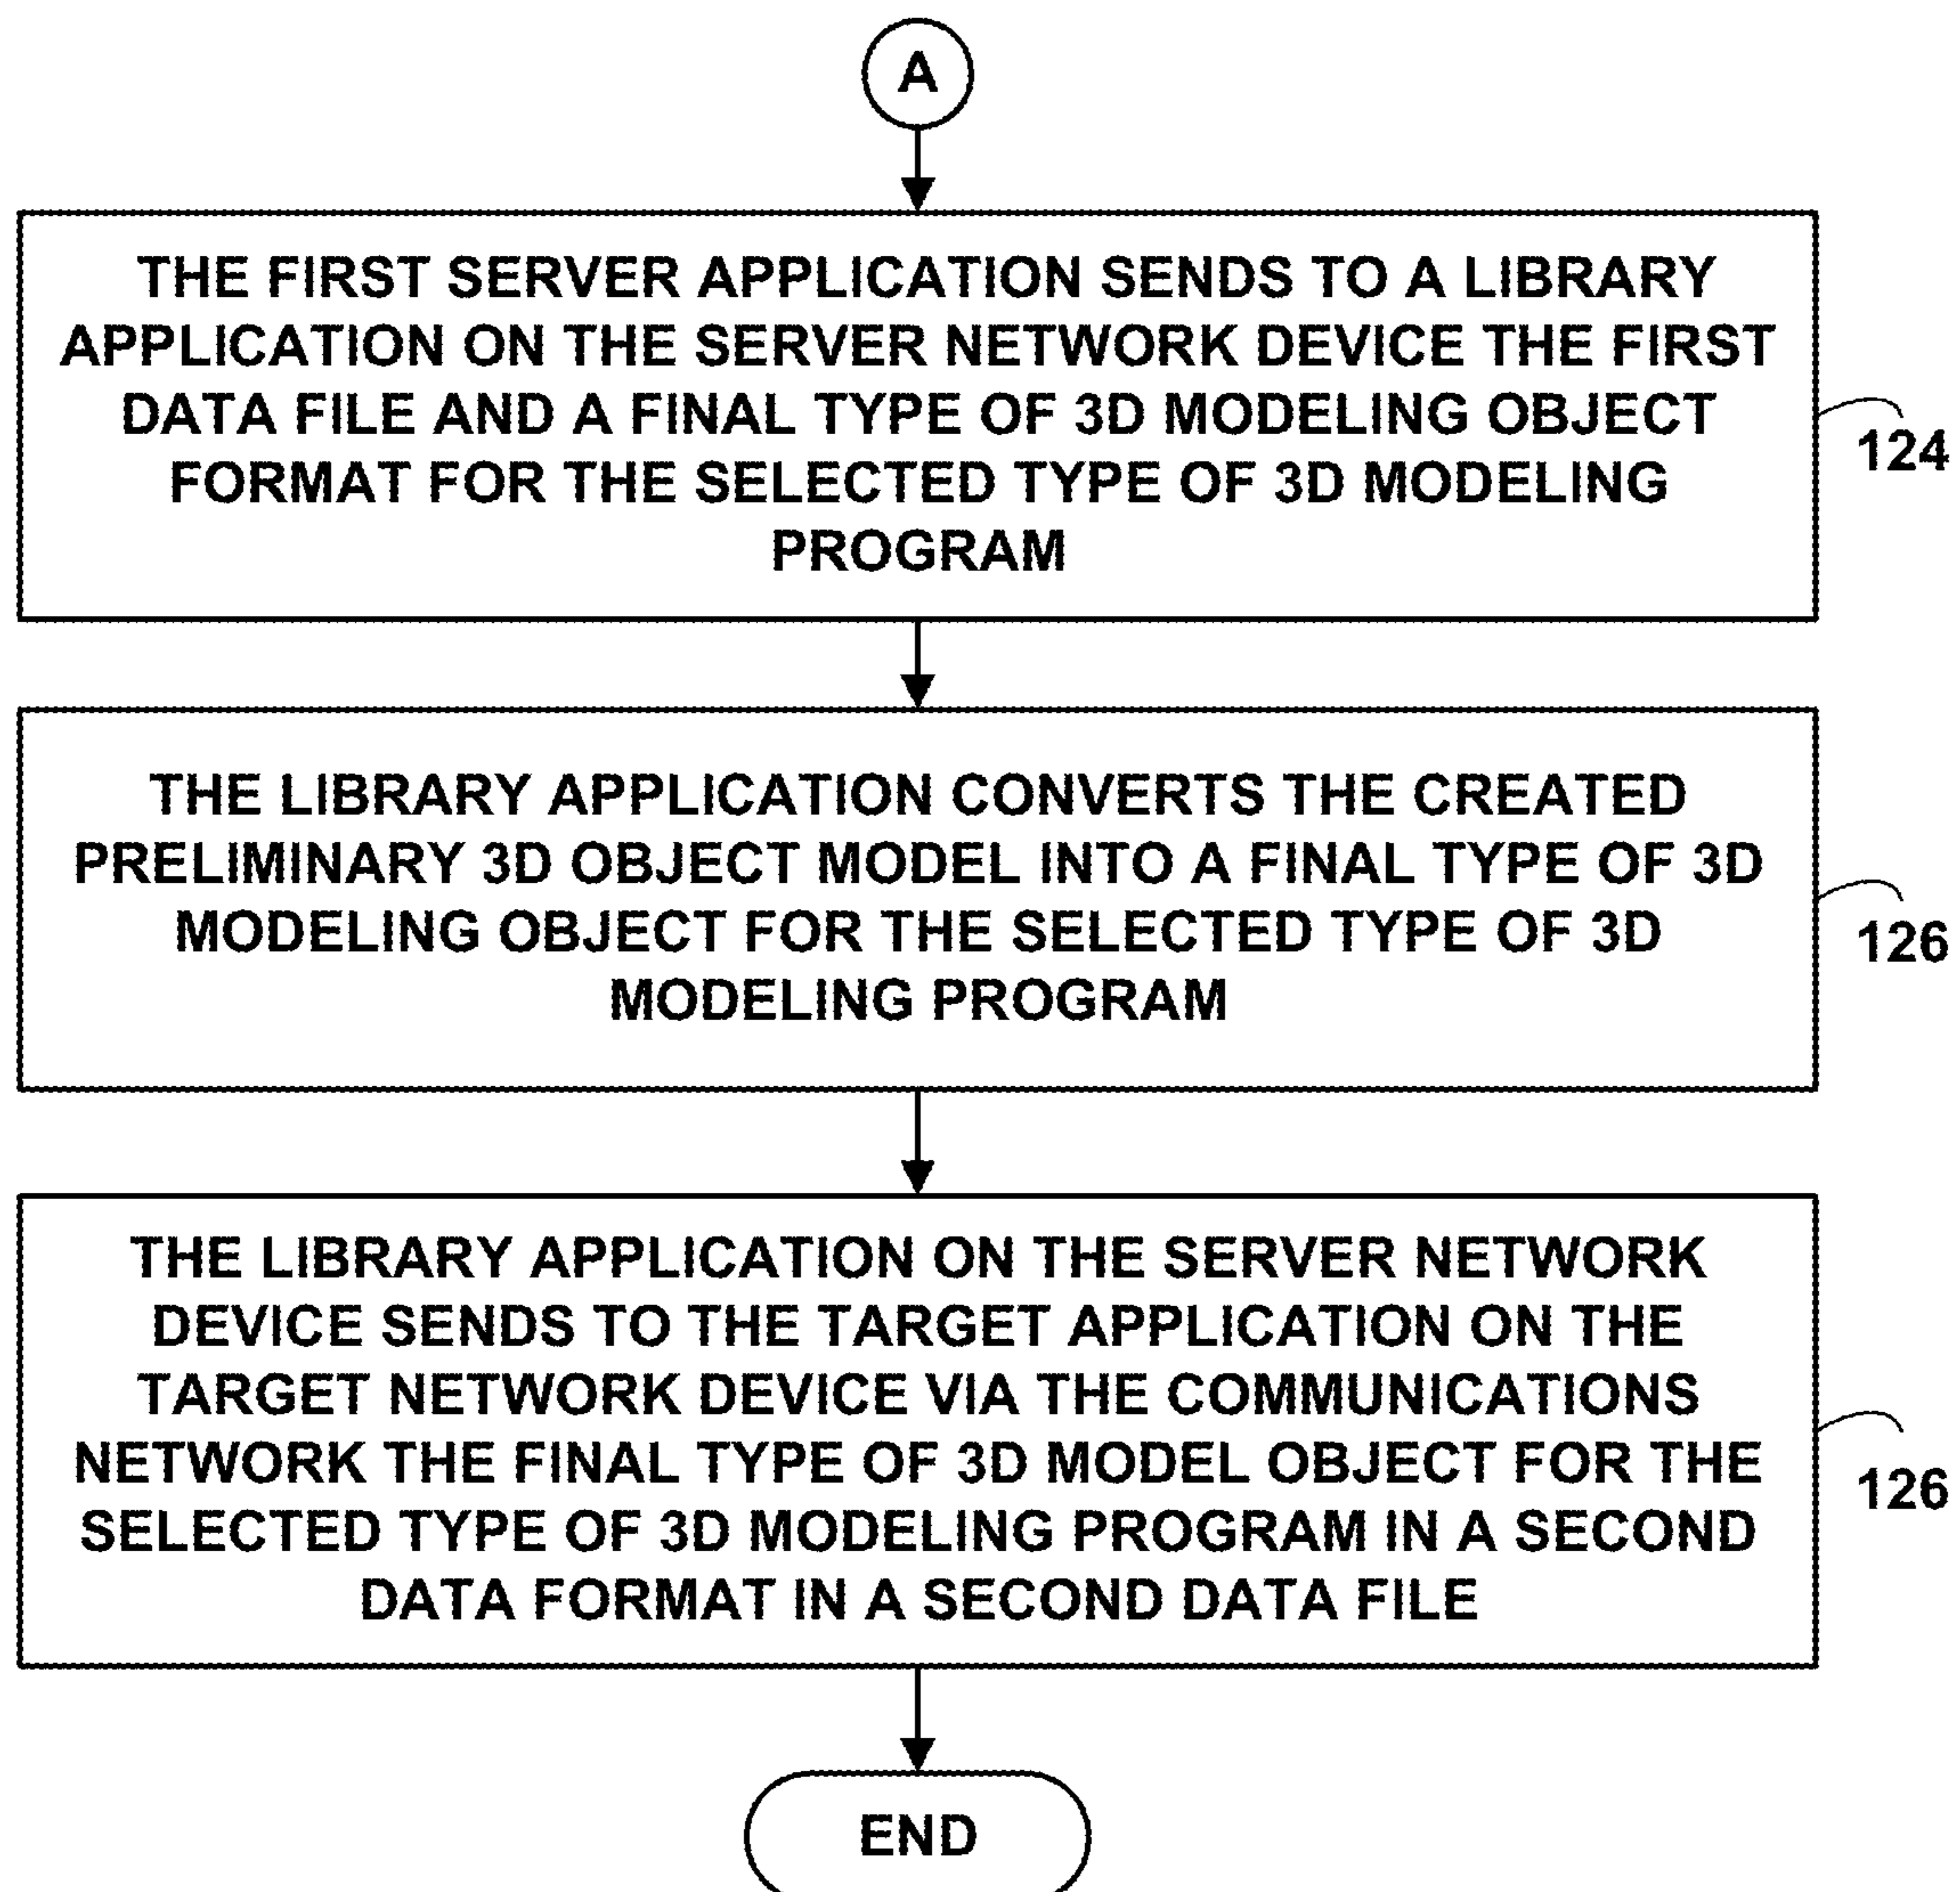 A
THE FIRST SERVER APPLICATION SENDS TO A LIBRARY
APPLICATION ON THE SERVER NETWORK DEVICE THE FIRST
DATA FILE AND A FINAL TYPE OF 3D MODELING OBJECT
FORMAT FOR THE SELECTED TYPE OF 3D MODELING
PROGRAM
124
THE LIBRARY APPLICATION CONVERTS THE CREATED
PRELIMINARY 3D OBJECT MODEL INTO A FINAL TYPE OF 3D
MODELING OBJECT FOR THE SELECTED TYPE OF 3D
MODELING PROGRAM
126
THE LIBRARY APPLICATION ON THE SERVER NETWORK
DEVICE SENDS TO THE TARGET APPLICATION ON THE
TARGET NETWORK DEVICE VIA THE COMMUNICATIONS
NETWORK THE FINAL TYPE OF 3D MODEL OBJECT FOR THE
SELECTED TYPE OF 3D MODELING PROGRAM IN A SECOND
DATA FORMAT IN A SECOND DATA FILE
126
END